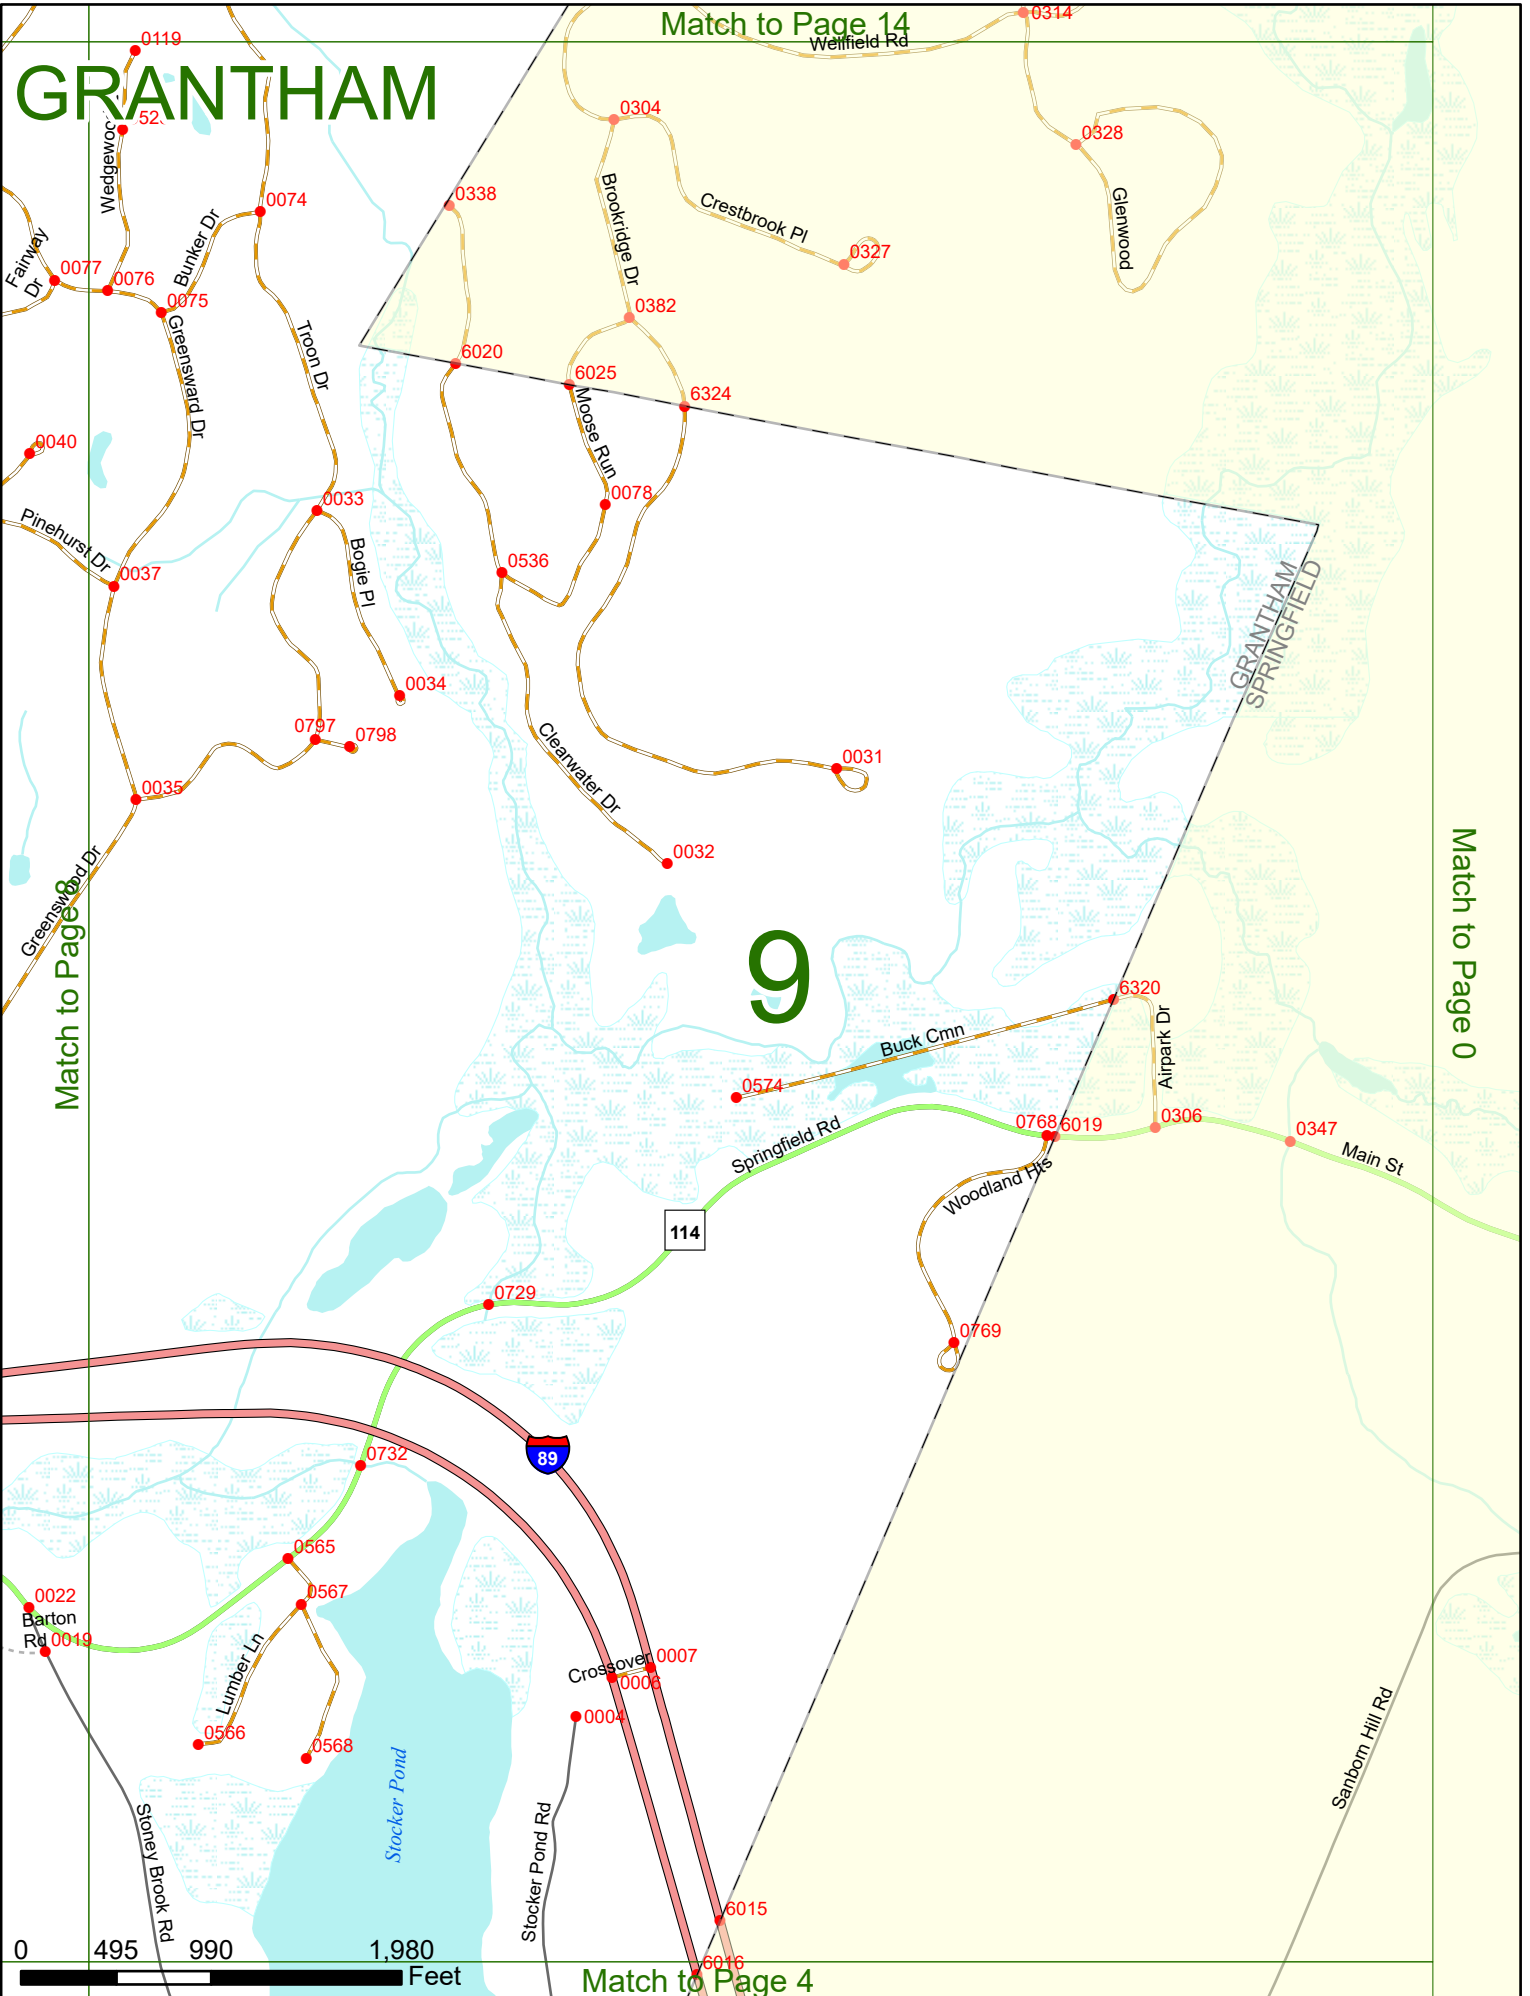 Match to Page 14
0314
Wellfield Rd
0119
GRANTHAM
0304
0328
Brookridge Dr
Crestbrook Pl
Glenwood
0338
0074
Bunker Dr
Fairway
Dr
0077
0076
0075
0327
0382
Greensward Dr
Troon Dr
6020
6025
6324
Moose Run
0040
0033
0078
Pinehurst Dr
Bogie Pl
0037
0536
GRANTHAM
SPRINGFIELD
0034
0797
0798
Clearwater Dr
0031
0035
0032
Greenswood Dr
Match to Page 8
9
Match to Page 0
6320
Buck Cmn
Airpark Dr
0574
Springfield Rd
0768
6019
0306
0347
Main St
Woodland Hts
114
0729
0769
89
0732
0565
0567
0022
Barton
Rd
0019
Lumber Ln
Crossover
0007
0006
0004
0566
0568
Stocker Pond
Sanborn Hill Rd
Stoney Brook Rd
Stocker Pond Rd
6015
6016
0 495 990 1,980
Feet
Match to Page 4